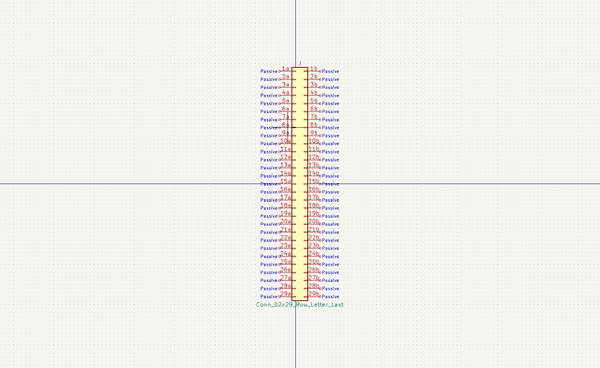 J
Passive 1a 1b Passive
Passive 2a 2b Passive
Passive 3a 3b Passive
Passive 4a 4b Passive
Passive 5a 5b Passive
Passive 6a 6b Passive
Passive 7a 7b Passive
Passive 8a 8b Passive
Passive 9a 9b Passive
Passive 10a 10b Passive
Passive 11a 11b Passive
Passive 12a 12b Passive
Passive 13a 13b Passive
Passive 14a 14b Passive
Passive 15a 15b Passive
Passive 16a 16b Passive
Passive 17a 17b Passive
Passive 18a 18b Passive
Passive 19a 19b Passive
Passive 20a 20b Passive
Passive 21a 21b Passive
Passive 22a 22b Passive
Passive 23a 23b Passive
Passive 24a 24b Passive
Passive 25a 25b Passive
Passive 26a 26b Passive
Passive 27a 27b Passive
Passive 28a 28b Passive
Passive 29a 29b Passive
Conn_02x29_Row_Letter_Last